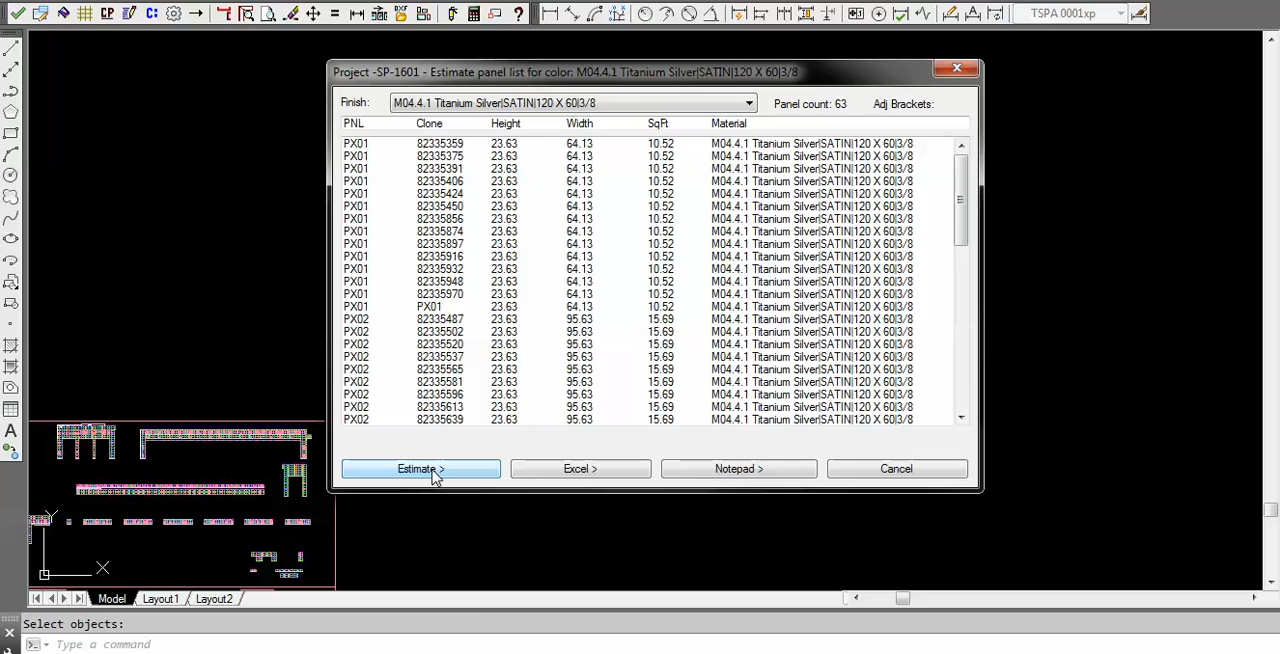 CP C: DXF ? TSPA 0001xp
Project -SP-1601 - Estimate panel list for color: M04.4.1 Titanium Silver|SATIN|120 X 60|3/8
Finish: M04.4.1 Titanium Silver|SATIN|120 X 60|3/8 Panel count: 63 Adj Brackets:
PNL Clone Height Width SqFt Material
PX01 82335359 23.63 64.13 10.52 M04.4.1 Titanium Silver|SATIN|120 X 60|3/8
PX01 82335375 23.63 64.13 10.52 M04.4.1 Titanium Silver|SATIN|120 X 60|3/8
PX01 82335391 23.63 64.13 10.52 M04.4.1 Titanium Silver|SATIN|120 X 60|3/8
PX01 82335406 23.63 64.13 10.52 M04.4.1 Titanium Silver|SATIN|120 X 60|3/8
PX01 82335424 23.63 64.13 10.52 M04.4.1 Titanium Silver|SATIN|120 X 60|3/8
PX01 82335450 23.63 64.13 10.52 M04.4.1 Titanium Silver|SATIN|120 X 60|3/8
PX01 82335856 23.63 64.13 10.52 M04.4.1 Titanium Silver|SATIN|120 X 60|3/8
PX01 82335874 23.63 64.13 10.52 M04.4.1 Titanium Silver|SATIN|120 X 60|3/8
PX01 82335897 23.63 64.13 10.52 M04.4.1 Titanium Silver|SATIN|120 X 60|3/8
PX01 82335916 23.63 64.13 10.52 M04.4.1 Titanium Silver|SATIN|120 X 60|3/8
PX01 82335932 23.63 64.13 10.52 M04.4.1 Titanium Silver|SATIN|120 X 60|3/8
PX01 82335948 23.63 64.13 10.52 M04.4.1 Titanium Silver|SATIN|120 X 60|3/8
PX01 82335970 23.63 64.13 10.52 M04.4.1 Titanium Silver|SATIN|120 X 60|3/8
PX01 PX01 23.63 64.13 10.52 M04.4.1 Titanium Silver|SATIN|120 X 60|3/8
PX02 82335487 23.63 95.63 15.69 M04.4.1 Titanium Silver|SATIN|120 X 60|3/8
PX02 82335502 23.63 95.63 15.69 M04.4.1 Titanium Silver|SATIN|120 X 60|3/8
PX02 82335520 23.63 95.63 15.69 M04.4.1 Titanium Silver|SATIN|120 X 60|3/8
PX02 82335537 23.63 95.63 15.69 M04.4.1 Titanium Silver|SATIN|120 X 60|3/8
PX02 82335565 23.63 95.63 15.69 M04.4.1 Titanium Silver|SATIN|120 X 60|3/8
PX02 82335581 23.63 95.63 15.69 M04.4.1 Titanium Silver|SATIN|120 X 60|3/8
PX02 82335596 23.63 95.63 15.69 M04.4.1 Titanium Silver|SATIN|120 X 60|3/8
PX02 82335613 23.63 95.63 15.69 M04.4.1 Titanium Silver|SATIN|120 X 60|3/8
PX02 82335639 23.63 95.63 15.69 M04.4.1 Titanium Silver|SATIN|120 X 60|3/8
Estimate > Excel > Notepad > Cancel
A
X
Model Layout1 Layout2
Select objects:
Type a command